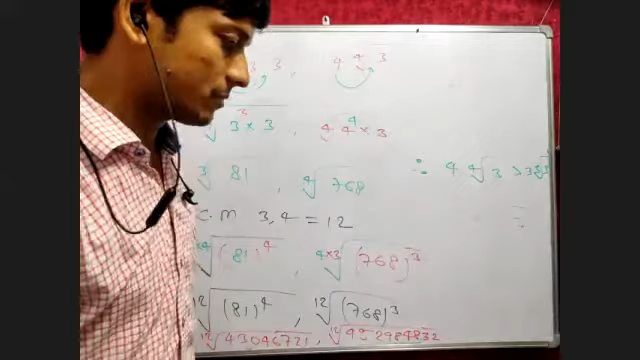 3 3, 4 4 3
√3³ × 3, 4 4⁴ × 3
∛81, ∜768
∴ 4 ∜3 > 3 ∛3
C M 3, 4 = 12
×4√(81)⁴, 4×3√(768)³
12√(81)⁴, 12√(768)³
12√43046721, 12√452984832